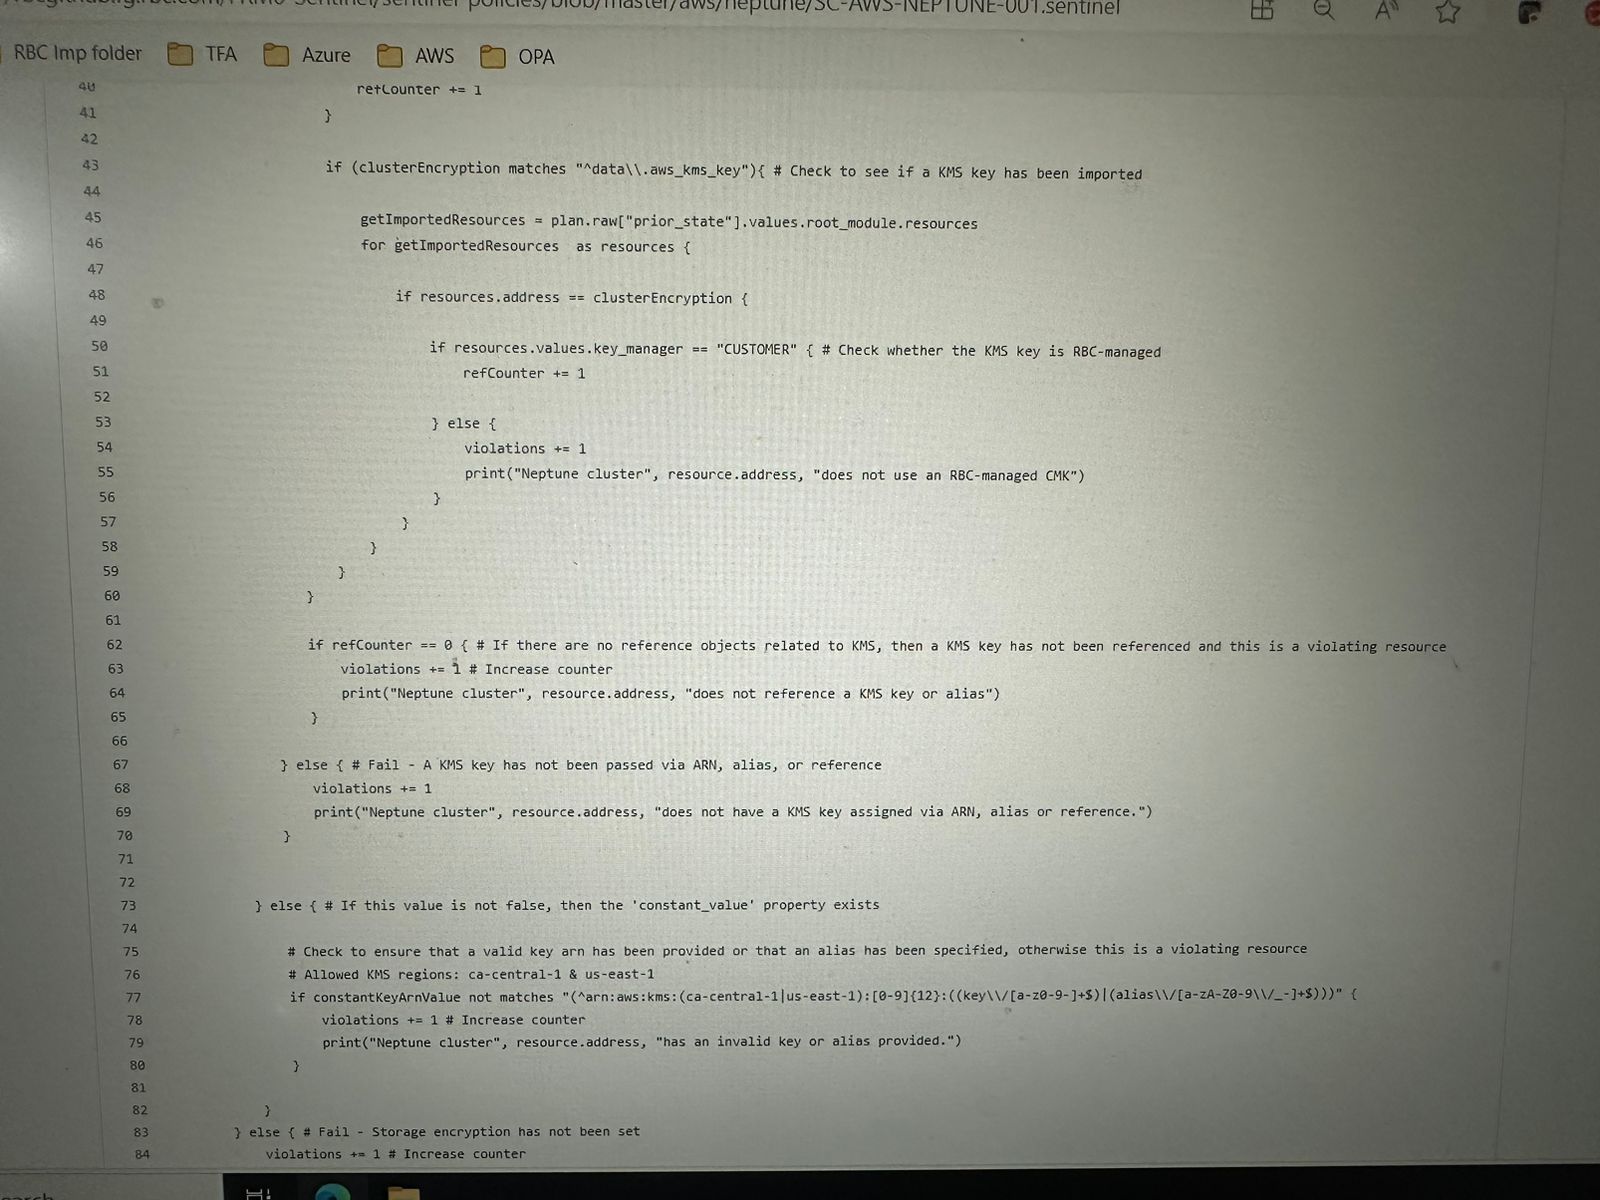 sentinel-policies/blob/master/aws/neptune/SC-AWS-NEPTUNE-001.sentinel
RBC Imp folder TFA Azure AWS OPA
40 refCounter += 1
41 }
42
43 if (clusterEncryption matches "^data\\.aws_kms_key"){ # Check to see if a KMS key has been imported
44
45 getImportedResources = plan.raw["prior_state"].values.root_module.resources
46 for getImportedResources  as resources {
47
48 if resources.address == clusterEncryption {
49
50 if resources.values.key_manager == "CUSTOMER" { # Check whether the KMS key is RBC-managed
51 refCounter += 1
52
53 } else {
54 violations += 1
55 print("Neptune cluster", resource.address, "does not use an RBC-managed CMK")
56 }
57 }
58 }
59 }
60 }
61
62 if refCounter == 0 { # If there are no reference objects related to KMS, then a KMS key has not been referenced and this is a violating resource
63 violations += 1 # Increase counter
64 print("Neptune cluster", resource.address, "does not reference a KMS key or alias")
65 }
66
67 } else { # Fail - A KMS key has not been passed via ARN, alias, or reference
68 violations += 1
69 print("Neptune cluster", resource.address, "does not have a KMS key assigned via ARN, alias or reference.")
70 }
71
72
73 } else { # If this value is not false, then the 'constant_value' property exists
74
75 # Check to ensure that a valid key arn has been provided or that an alias has been specified, otherwise this is a violating resource
76 # Allowed KMS regions: ca-central-1 & us-east-1
77 if constantKeyArnValue not matches "(^arn:aws:kms:(ca-central-1|us-east-1):[0-9]{12}:((key\\/[a-z0-9-]+$)|(alias\\/[a-zA-Z0-9\\/_-]+$)))" {
78 violations += 1 # Increase counter
79 print("Neptune cluster", resource.address, "has an invalid key or alias provided.")
80 }
81
82 }
83 } else { # Fail - Storage encryption has not been set
84 violations += 1 # Increase counter